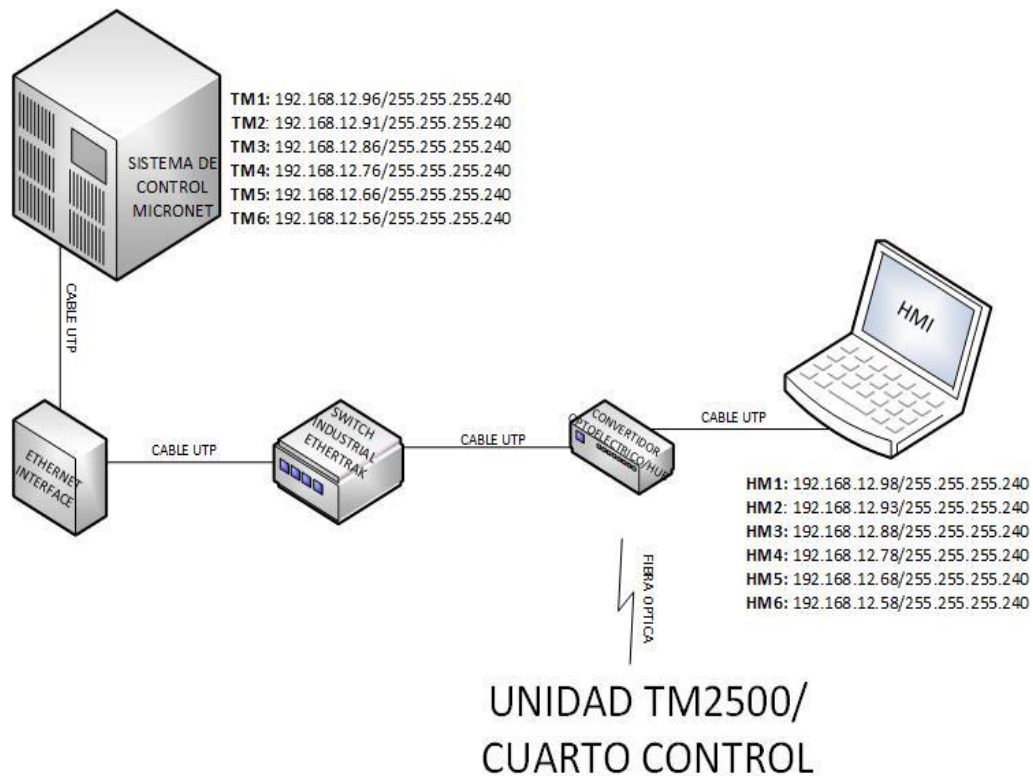 SISTEMA DE
CONTROL
MICRONET
TM1: 192.168.12.96/255.255.255.240
TM2: 192.168.12.91/255.255.255.240
TM3: 192.168.12.86/255.255.255.240
TM4: 192.168.12.76/255.255.255.240
TM5: 192.168.12.66/255.255.255.240
TM6: 192.168.12.56/255.255.255.240
CABLE UTP
ETHERNET
INTERFACE
CABLE UTP
SWITCH
INDUSTRIAL
ETHERTRAK
CABLE UTP
CONVERTIDOR
OPTOELECTRICO/HUB
CABLE UTP
HMI
HM1: 192.168.12.98/255.255.255.240
HM2: 192.168.12.93/255.255.255.240
HM3: 192.168.12.88/255.255.255.240
HM4: 192.168.12.78/255.255.255.240
HM5: 192.168.12.68/255.255.255.240
HM6: 192.168.12.58/255.255.255.240
FIBRA OPTICA
UNIDAD TM2500/
CUARTO CONTROL